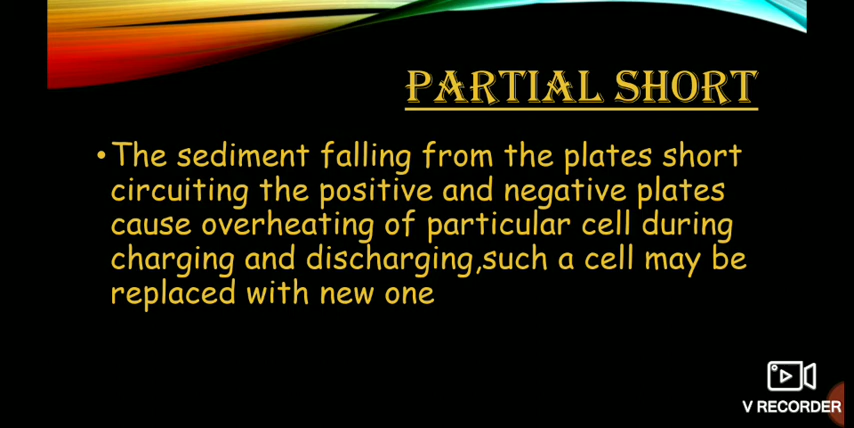 PARTIAL SHORT
•The sediment falling from the plates short
circuiting the positive and negative plates
cause overheating of particular cell during
charging and discharging,such a cell may be
replaced with new one
V RECORDER